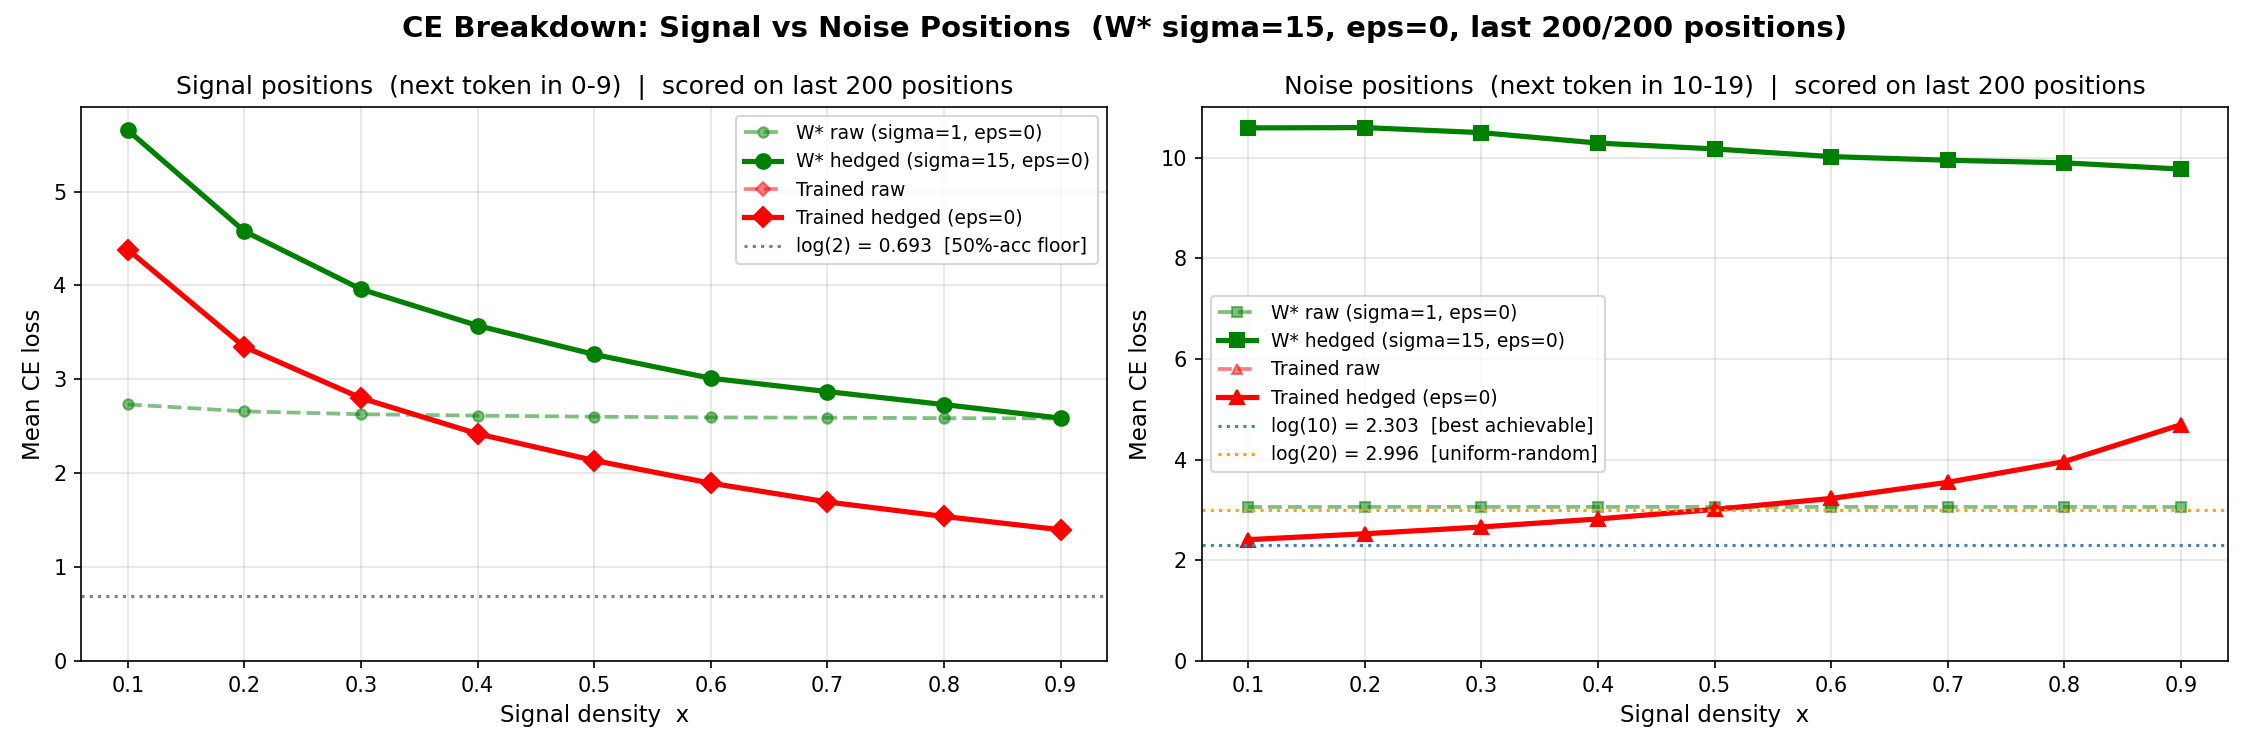 CE Breakdown: Signal vs Noise Positions  (W* sigma=15, eps=0, last 200/200 positions)
Signal positions  (next token in 0-9)  |  scored on last 200 positions
Mean CE loss
5
4
3
2
1
0
W* raw (sigma=1, eps=0)
W* hedged (sigma=15, eps=0)
Trained raw
Trained hedged (eps=0)
log(2) = 0.693  [50%-acc floor]
0.1 0.2 0.3 0.4 0.5 0.6 0.7 0.8 0.9
Signal density  x
Noise positions  (next token in 10-19)  |  scored on last 200 positions
Mean CE loss
10
8
6
4
2
0
W* raw (sigma=1, eps=0)
W* hedged (sigma=15, eps=0)
Trained raw
Trained hedged (eps=0)
log(10) = 2.303  [best achievable]
log(20) = 2.996  [uniform-random]
0.1 0.2 0.3 0.4 0.5 0.6 0.7 0.8 0.9
Signal density  x